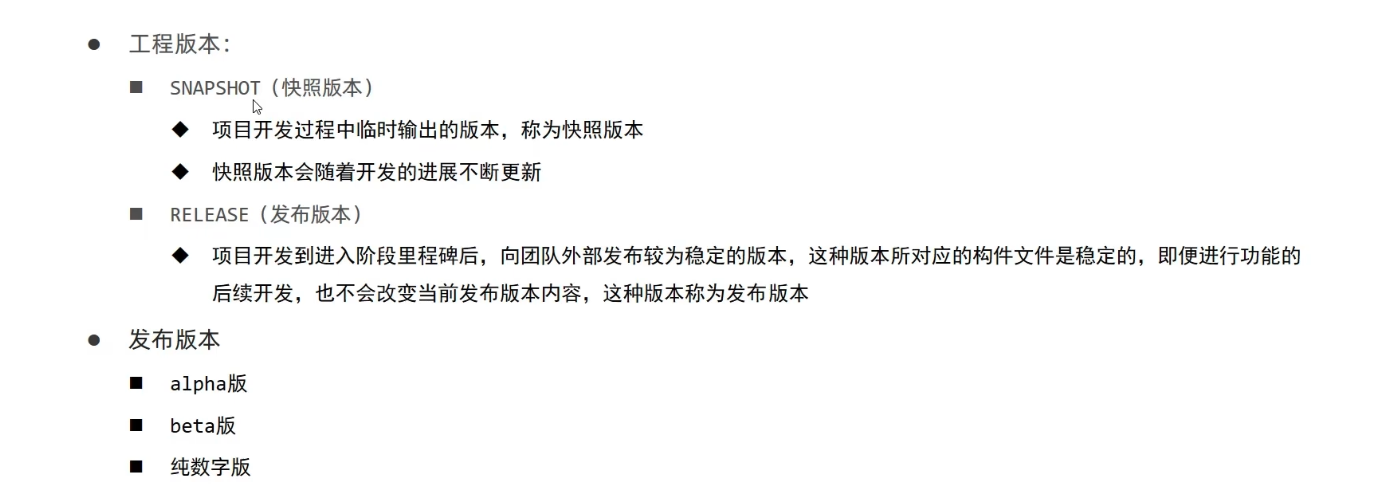 工程版本：
SNAPSHOT（快照版本）
项目开发过程中临时输出的版本，称为快照版本
快照版本会随着开发的进展不断更新
RELEASE（发布版本）
项目开发到进入阶段里程碑后，向团队外部发布较为稳定的版本，这种版本所对应的构件文件是稳定的，即便进行功能的
后续开发，也不会改变当前发布版本内容，这种版本称为发布版本
发布版本
alpha版
beta版
纯数字版